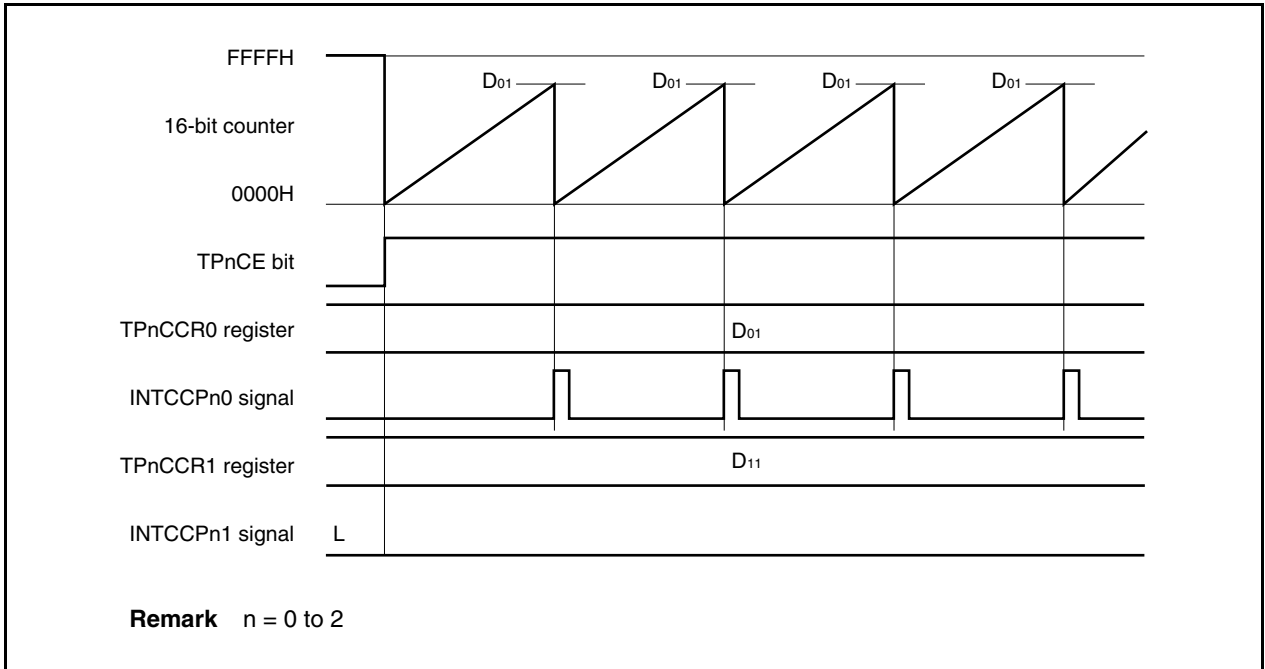 FFFFH
D01 D01 D01 D01
16-bit counter
0000H
TPnCE bit
TPnCCR0 register D01
INTCCPn0 signal
TPnCCR1 register D11
INTCCPn1 signal L
Remark n = 0 to 2